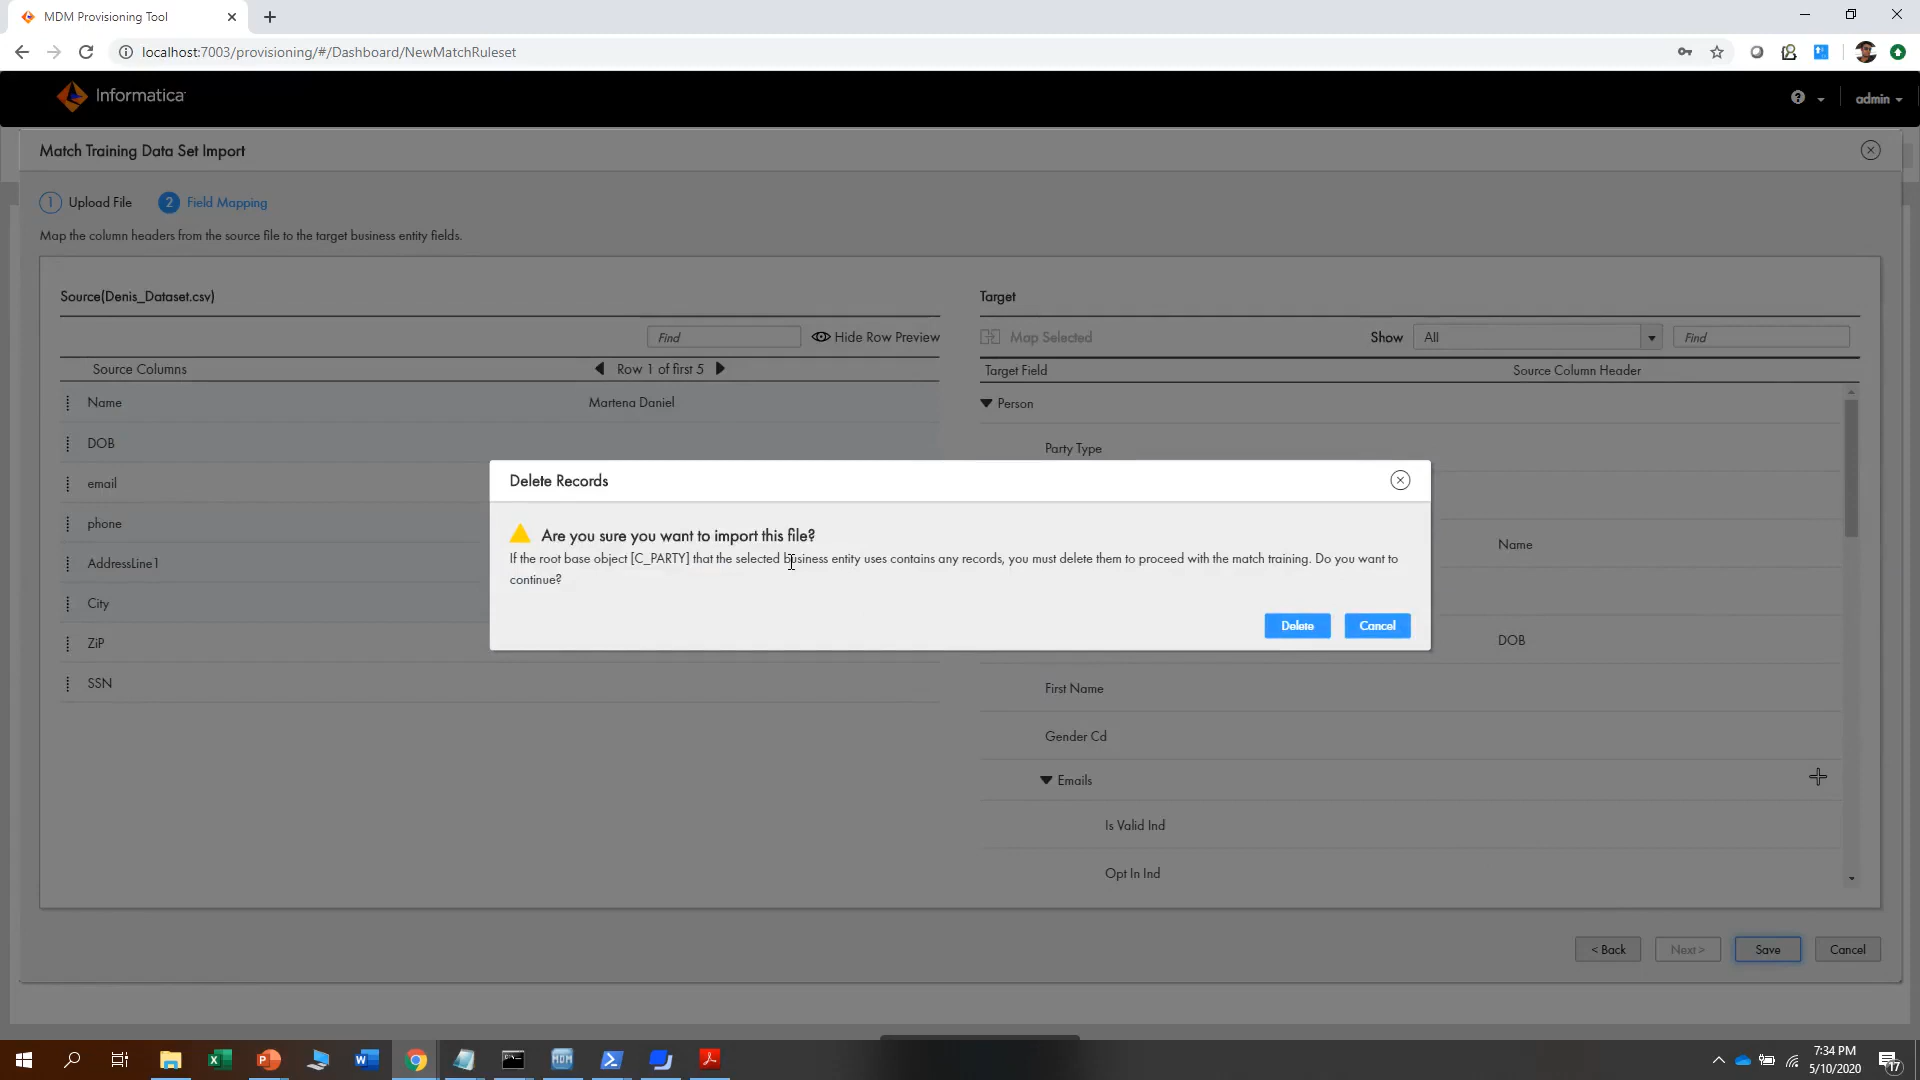 MDM Provisioning Tool
localhost:7003/provisioning/#/Dashboard/NewMatchRuleset
Informatica
admin
Match Training Data Set Import
1 Upload File 2 Field Mapping
Map the column headers from the source file to the target business entity fields.
Source(Denis_Dataset.csv) Target
Find Hide Row Preview Map Selected Show All Find
Source Columns Row 1 of first 5 Target Field Source Column Header
Name Martena Daniel Person
DOB Party Type
email
Delete Records
phone
Are you sure you want to import this file?
Name
If the root base object [C_PARTY] that the selected business entity uses contains any records, you must delete them to proceed with the match training. Do you want to
continue?
AddressLine1
City
Delete Cancel
ZiP DOB
SSN First Name
Gender Cd
Emails
Is Valid Ind
Opt In Ind
< Back Next > Save Cancel
MDM
7:34 PM
5/10/2020
17